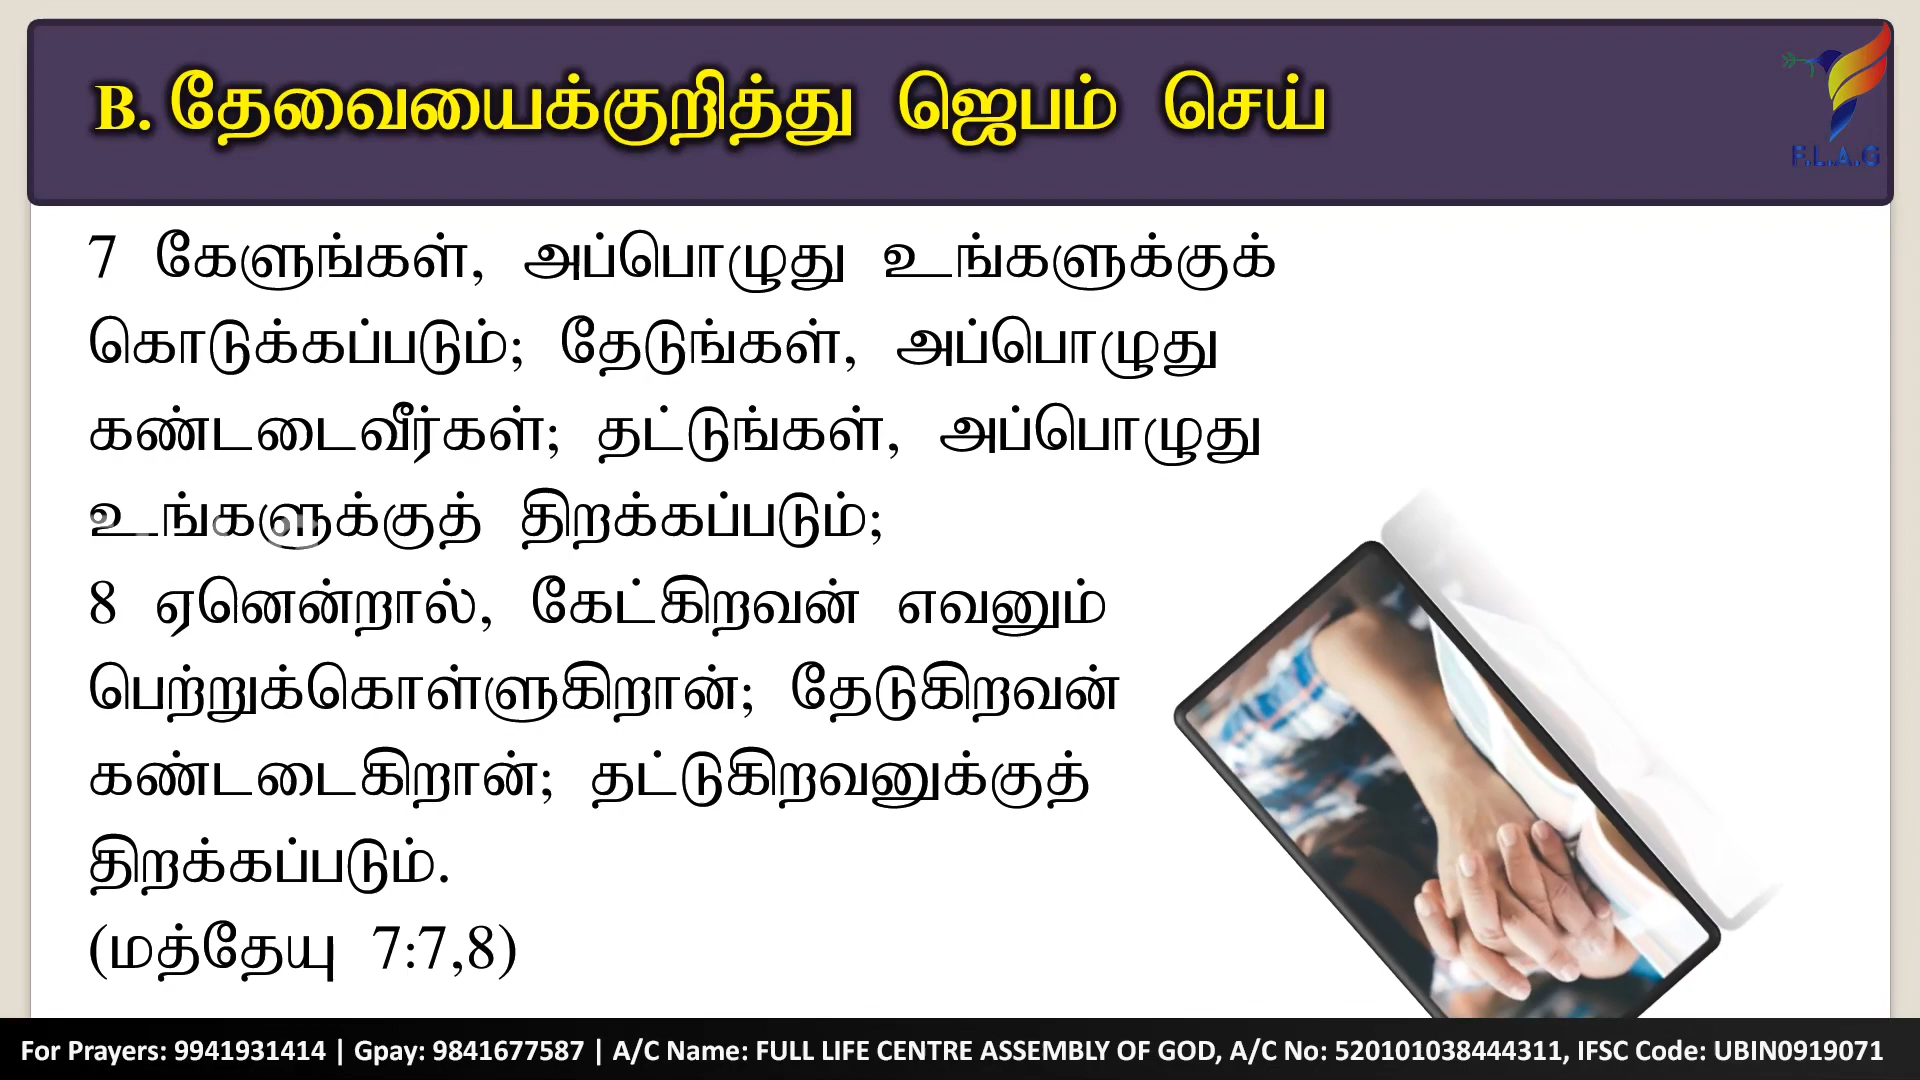 B. தேவையைக்குறித்து ஜெபம் செய்
F.L.A.G
7 கேளுங்கள், அப்பொழுது உங்களுக்குக்
கொடுக்கப்படும்; தேடுங்கள், அப்பொழுது
கண்டடைவீர்கள்; தட்டுங்கள், அப்பொழுது
உங்களுக்குத் திறக்கப்படும்;
8 ஏனென்றால், கேட்கிறவன் எவனும்
பெற்றுக்கொள்ளுகிறான்; தேடுகிறவன்
கண்டடைகிறான்; தட்டுகிறவனுக்குத்
திறக்கப்படும்.
(மத்தேயு 7:7,8)
For Prayers: 9941931414 | Gpay: 9841677587 | A/C Name: FULL LIFE CENTRE ASSEMBLY OF GOD, A/C No: 520101038444311, IFSC Code: UBIN0919071